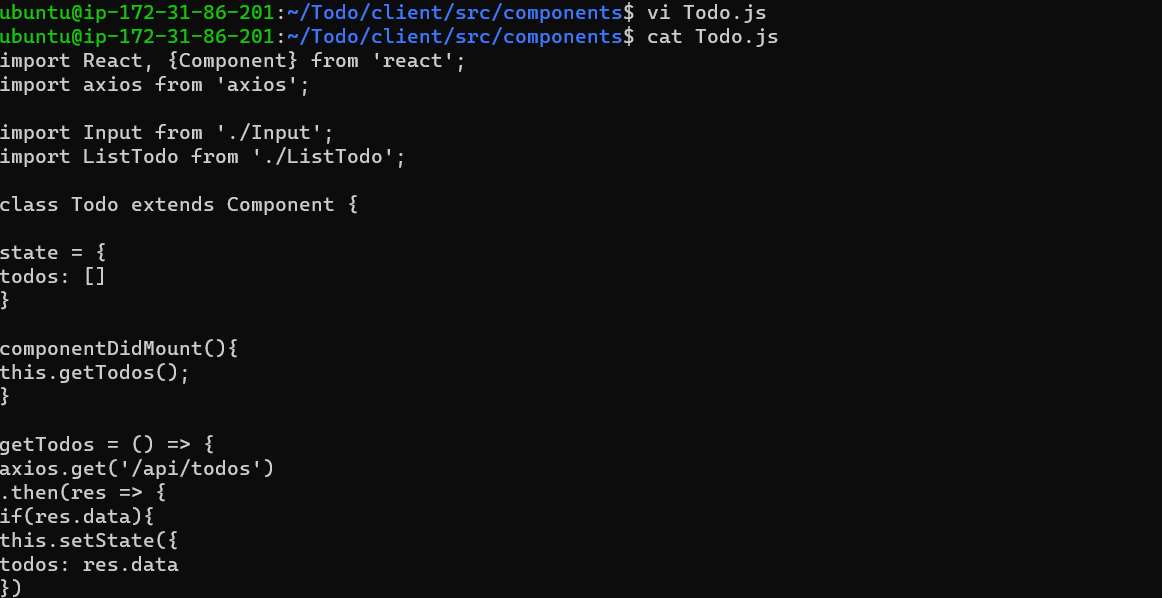 ubuntu@ip-172-31-86-201:~/Todo/client/src/components$ vi Todo.js
ubuntu@ip-172-31-86-201:~/Todo/client/src/components$ cat Todo.js
import React, {Component} from 'react';
import axios from 'axios';
import Input from './Input';
import ListTodo from './ListTodo';
class Todo extends Component {
state = {
todos: []
}
componentDidMount(){
this.getTodos();
}
getTodos = () => {
axios.get('/api/todos')
.then(res => {
if(res.data){
this.setState({
todos: res.data
})